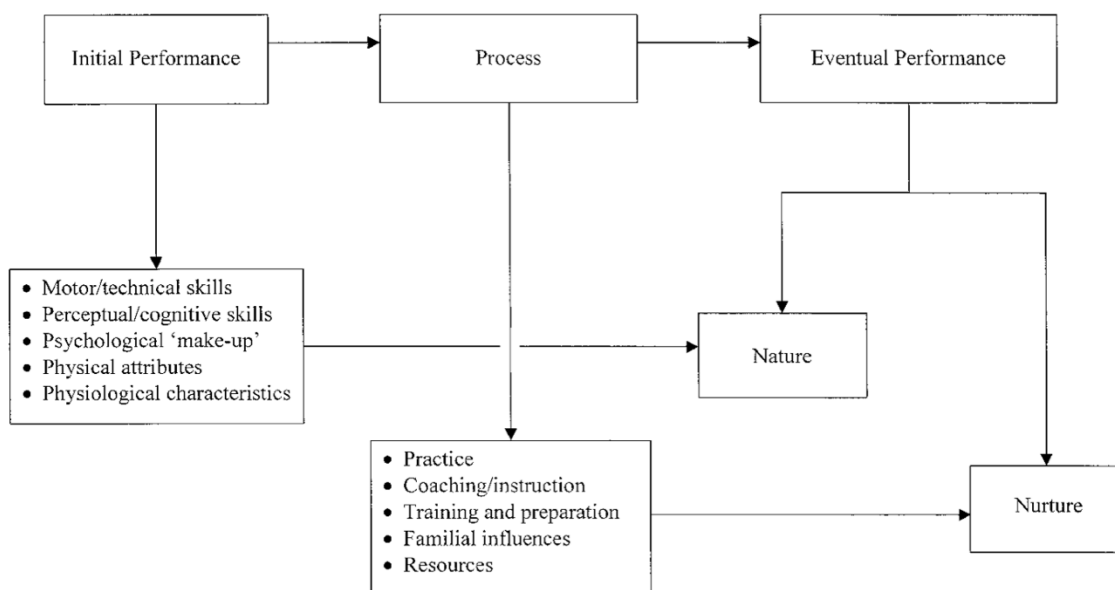 Initial Performance
Process
Eventual Performance
• Motor/technical skills
• Perceptual/cognitive skills
• Psychological ‘make-up’
• Physical attributes
• Physiological characteristics
Nature
• Practice
• Coaching/instruction
• Training and preparation
• Familial influences
• Resources
Nurture